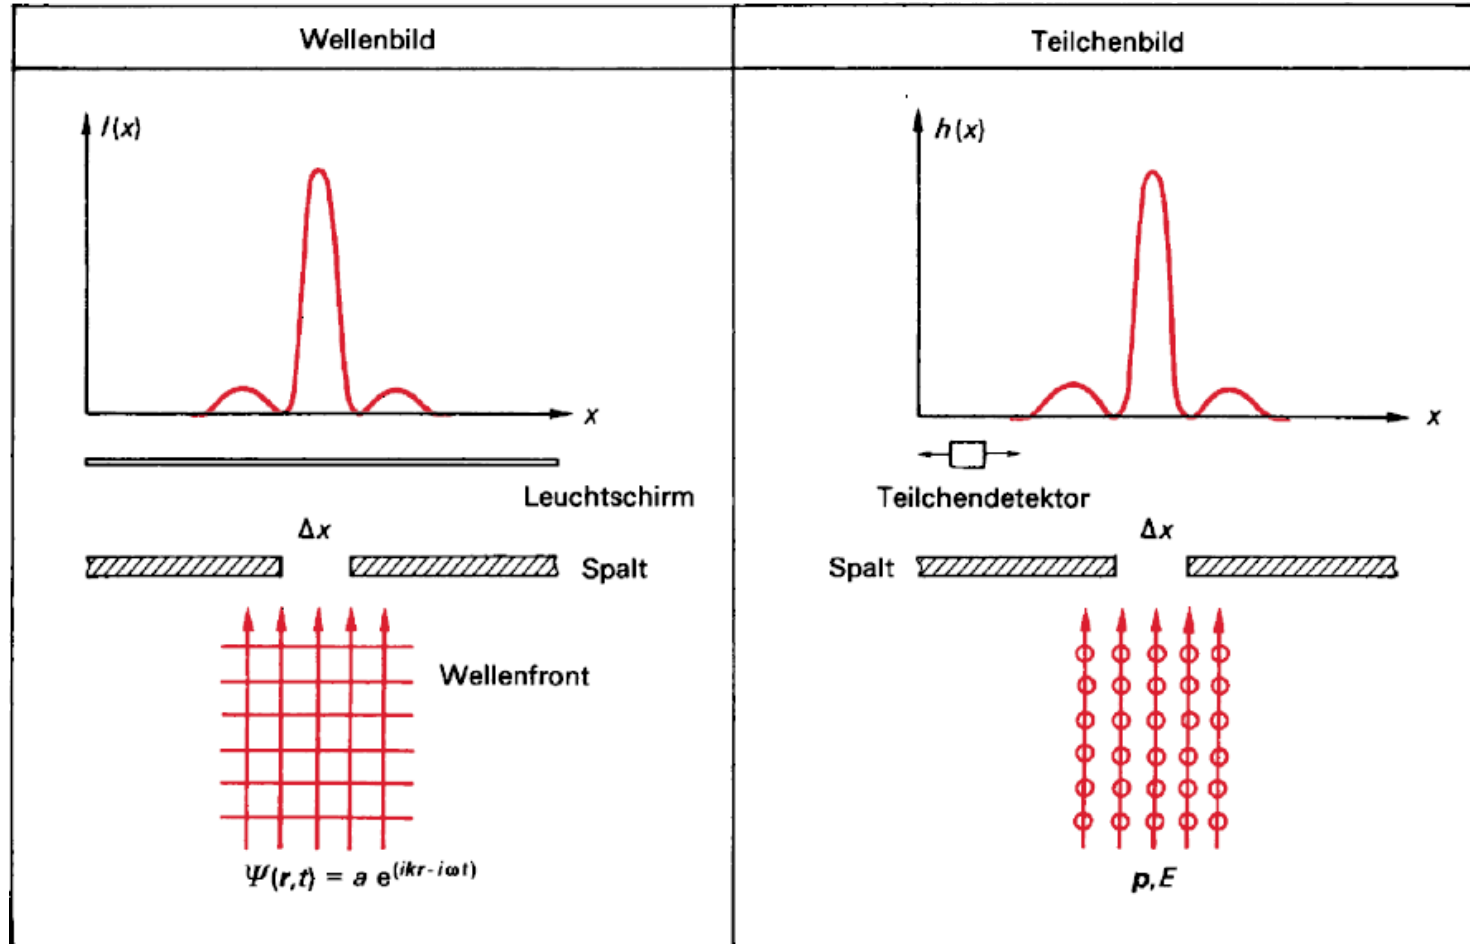 Wellenbild
I(x)
x
Leuchtschirm
Δx
Spalt
Wellenfront
Ψ(r,t) = a e^(ikr-iωt)
Teilchenbild
h(x)
x
Teilchendetektor
Δx
Spalt
p,E